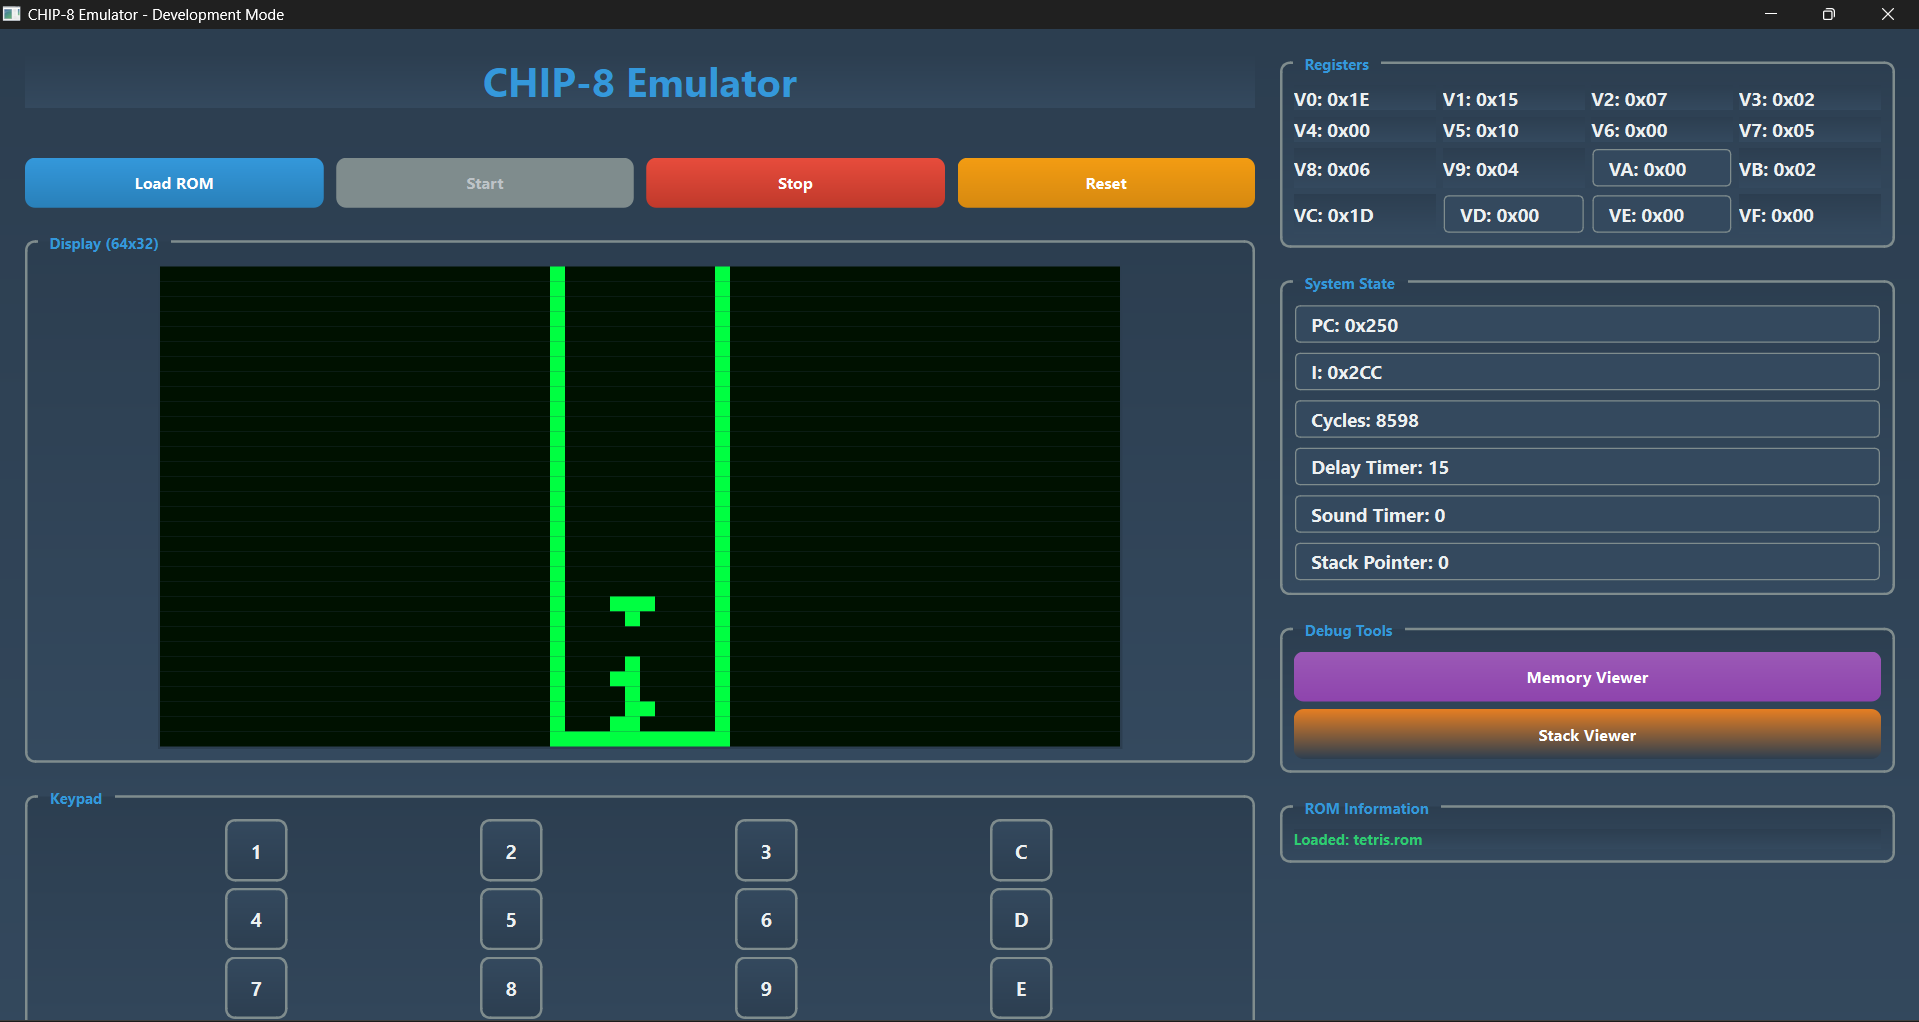 CHIP-8 Emulator - Development Mode
CHIP-8 Emulator
Load ROM
Start
Stop
Reset
Display (64x32)
Keypad
1 2 3 C
4 5 6 D
7 8 9 E
Registers
V0: 0x1E V1: 0x15 V2: 0x07 V3: 0x02
V4: 0x00 V5: 0x10 V6: 0x00 V7: 0x05
V8: 0x06 V9: 0x04 VA: 0x00 VB: 0x02
VC: 0x1D VD: 0x00 VE: 0x00 VF: 0x00
System State
PC: 0x250
I: 0x2CC
Cycles: 8598
Delay Timer: 15
Sound Timer: 0
Stack Pointer: 0
Debug Tools
Memory Viewer
Stack Viewer
ROM Information
Loaded: tetris.rom